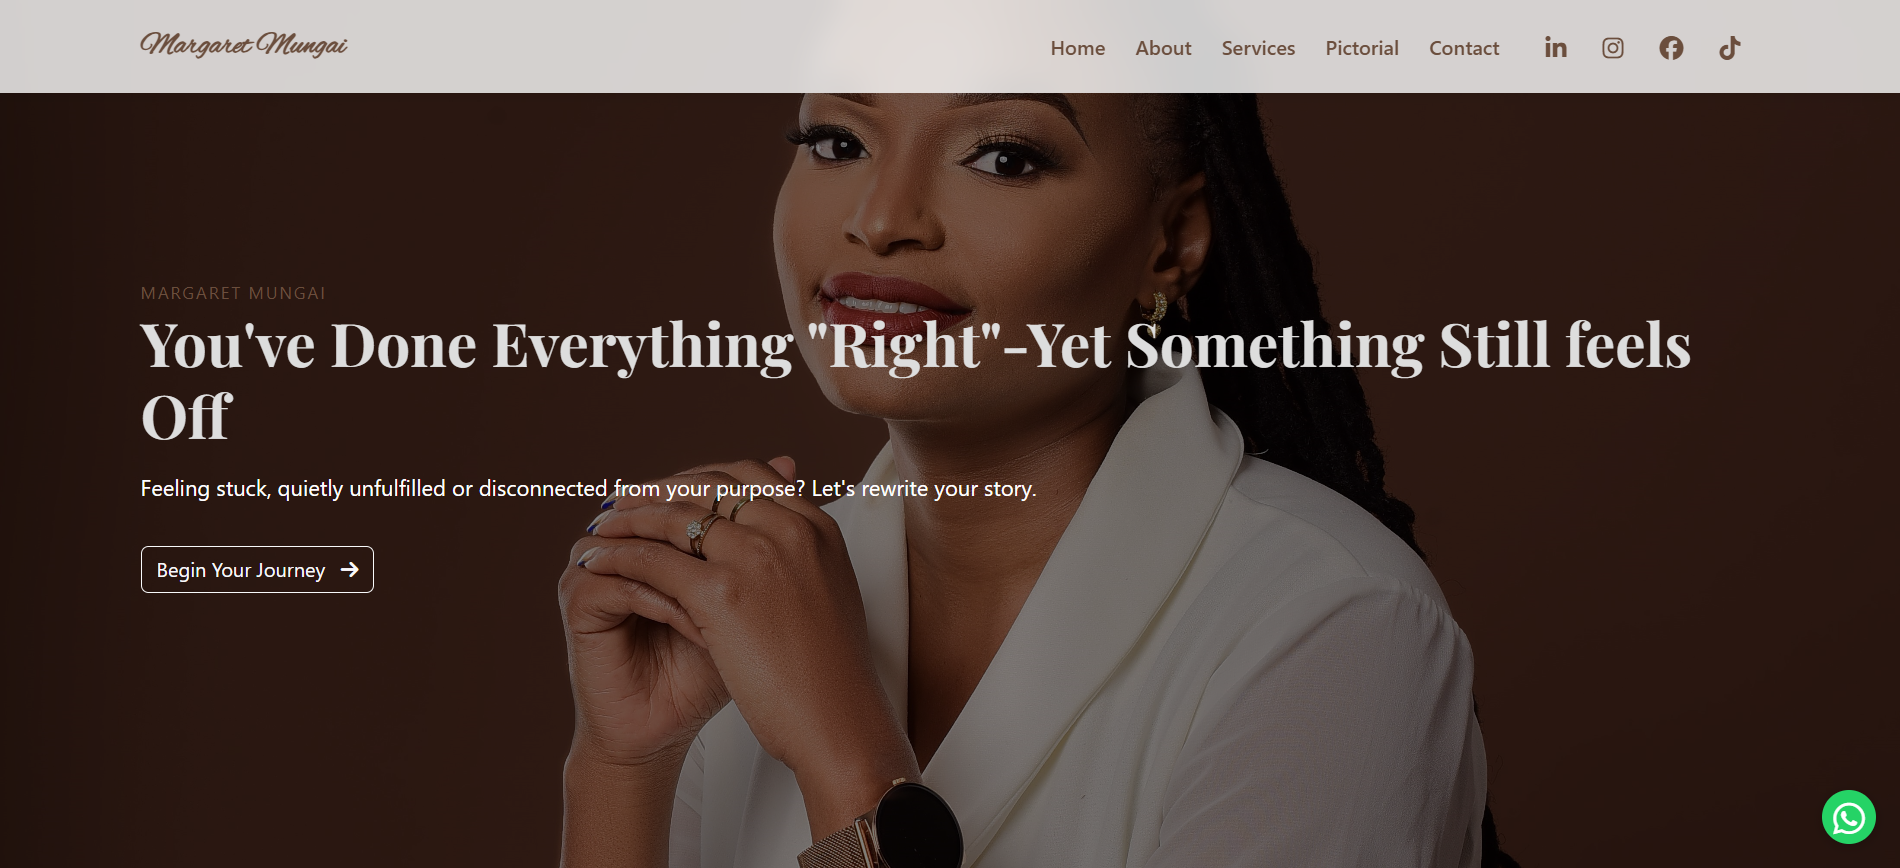 Margaret Mungai
Home About Services Pictorial Contact
MARGARET MUNGAI
You've Done Everything "Right"-Yet Something Still feels
Off
Feeling stuck, quietly unfulfilled or disconnected from your purpose? Let's rewrite your story.
Begin Your Journey